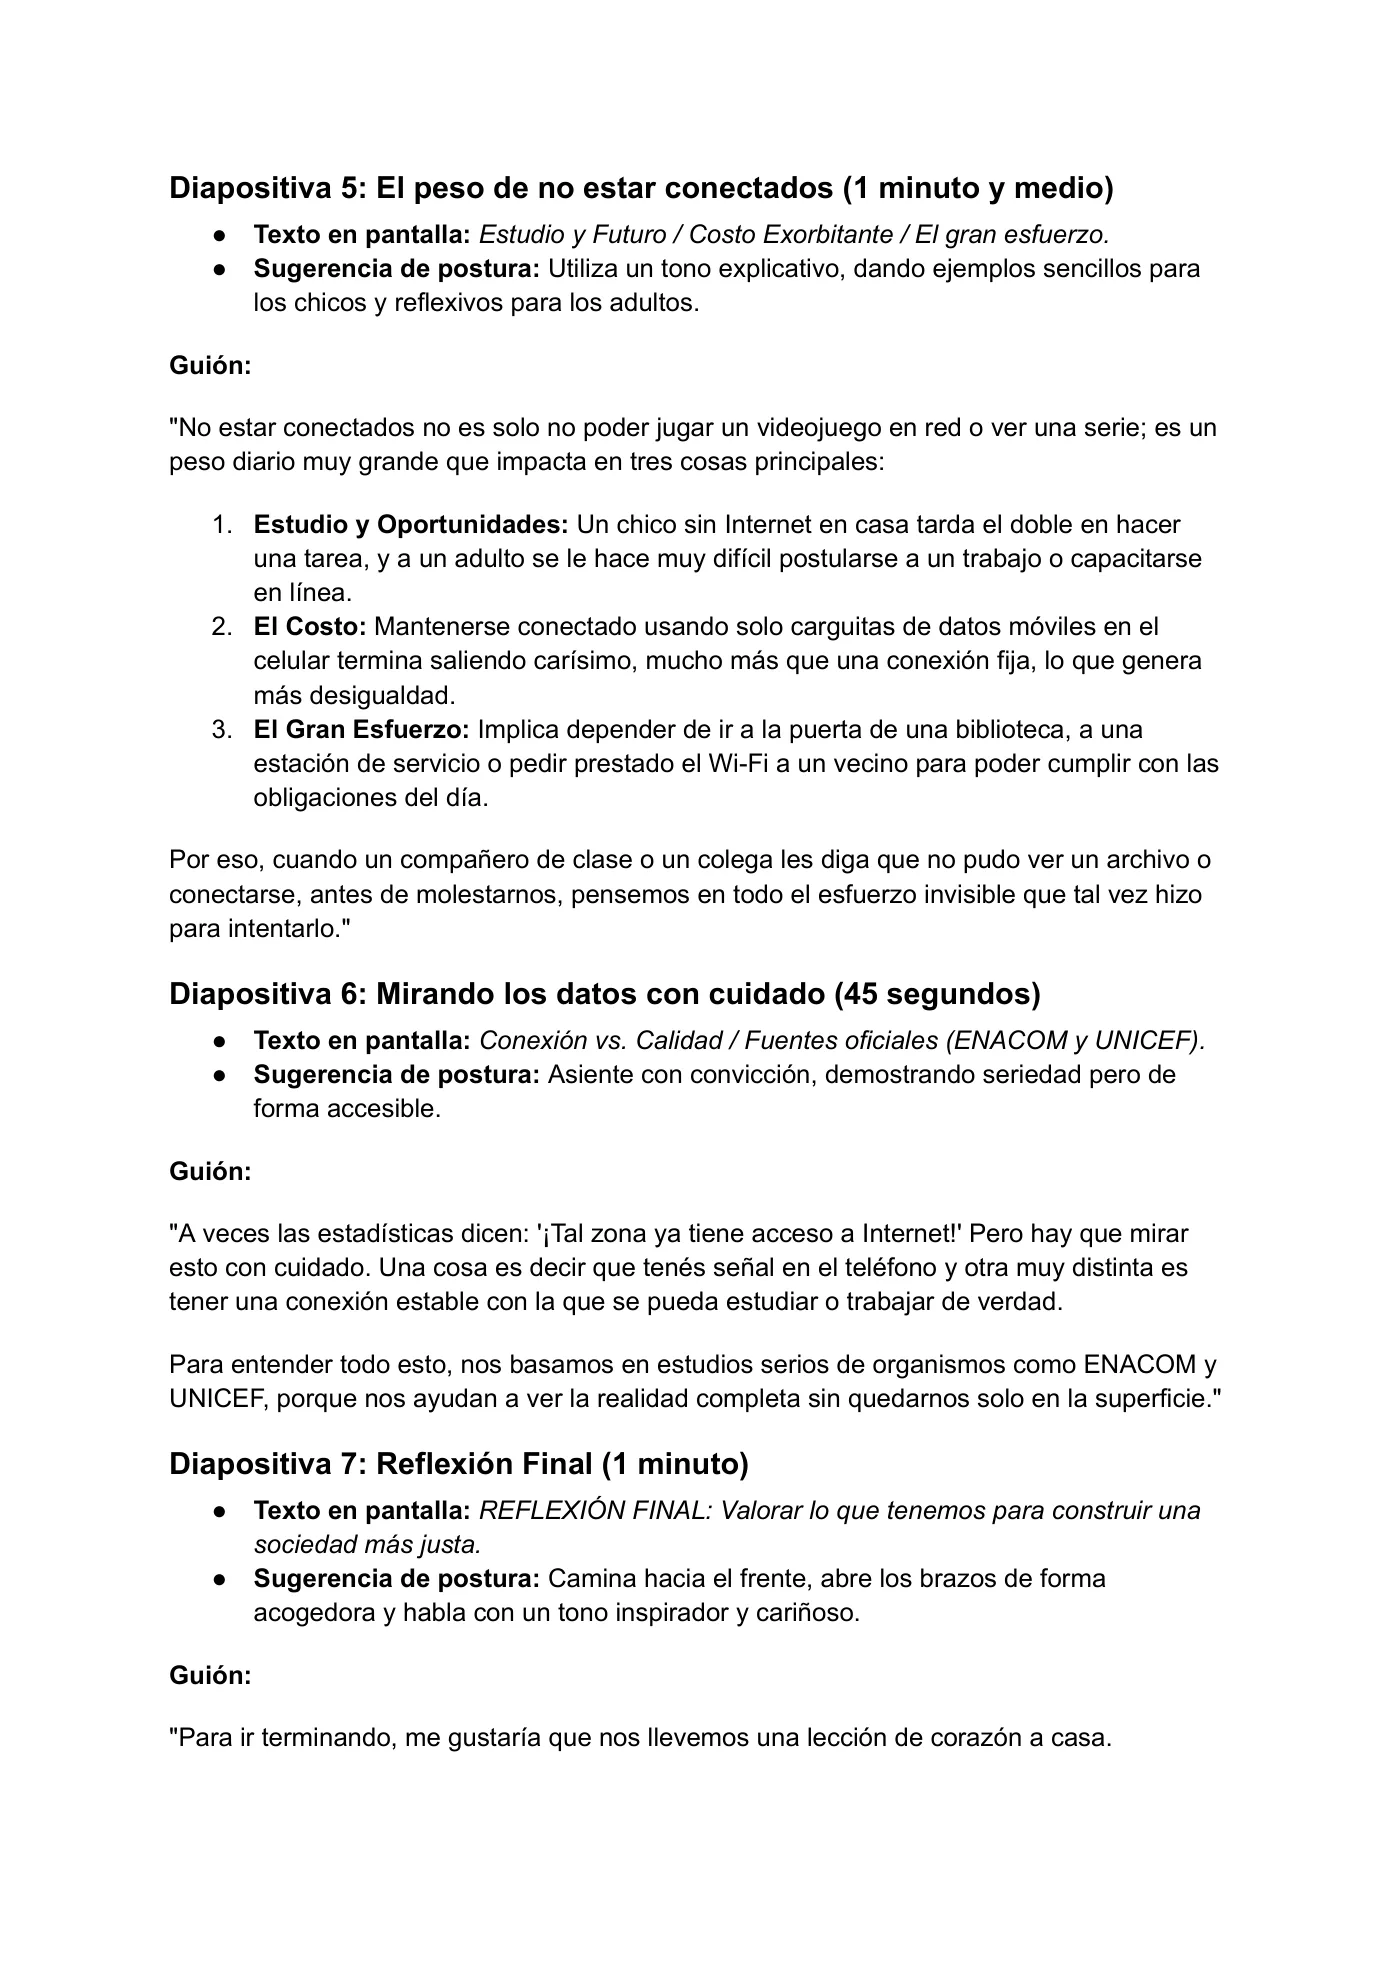 Diapositiva 5: El peso de no estar conectados (1 minuto y medio)
● Texto en pantalla: Estudio y Futuro / Costo Exorbitante / El gran esfuerzo.
● Sugerencia de postura: Utiliza un tono explicativo, dando ejemplos sencillos para
los chicos y reflexivos para los adultos.
Guión:
"No estar conectados no es solo no poder jugar un videojuego en red o ver una serie; es un
peso diario muy grande que impacta en tres cosas principales:
1. Estudio y Oportunidades: Un chico sin Internet en casa tarda el doble en hacer
una tarea, y a un adulto se le hace muy difícil postularse a un trabajo o capacitarse
en línea.
2. El Costo: Mantenerse conectado usando solo carguitas de datos móviles en el
celular termina saliendo carísimo, mucho más que una conexión fija, lo que genera
más desigualdad.
3. El Gran Esfuerzo: Implica depender de ir a la puerta de una biblioteca, a una
estación de servicio o pedir prestado el Wi-Fi a un vecino para poder cumplir con las
obligaciones del día.
Por eso, cuando un compañero de clase o un colega les diga que no pudo ver un archivo o
conectarse, antes de molestarnos, pensemos en todo el esfuerzo invisible que tal vez hizo
para intentarlo."
Diapositiva 6: Mirando los datos con cuidado (45 segundos)
● Texto en pantalla: Conexión vs. Calidad / Fuentes oficiales (ENACOM y UNICEF).
● Sugerencia de postura: Asiente con convicción, demostrando seriedad pero de
forma accesible.
Guión:
"A veces las estadísticas dicen: '¡Tal zona ya tiene acceso a Internet!' Pero hay que mirar
esto con cuidado. Una cosa es decir que tenés señal en el teléfono y otra muy distinta es
tener una conexión estable con la que se pueda estudiar o trabajar de verdad.
Para entender todo esto, nos basamos en estudios serios de organismos como ENACOM y
UNICEF, porque nos ayudan a ver la realidad completa sin quedarnos solo en la superficie."
Diapositiva 7: Reflexión Final (1 minuto)
● Texto en pantalla: REFLEXIÓN FINAL: Valorar lo que tenemos para construir una
sociedad más justa.
● Sugerencia de postura: Camina hacia el frente, abre los brazos de forma
acogedora y habla con un tono inspirador y cariñoso.
Guión:
"Para ir terminando, me gustaría que nos llevemos una lección de corazón a casa.